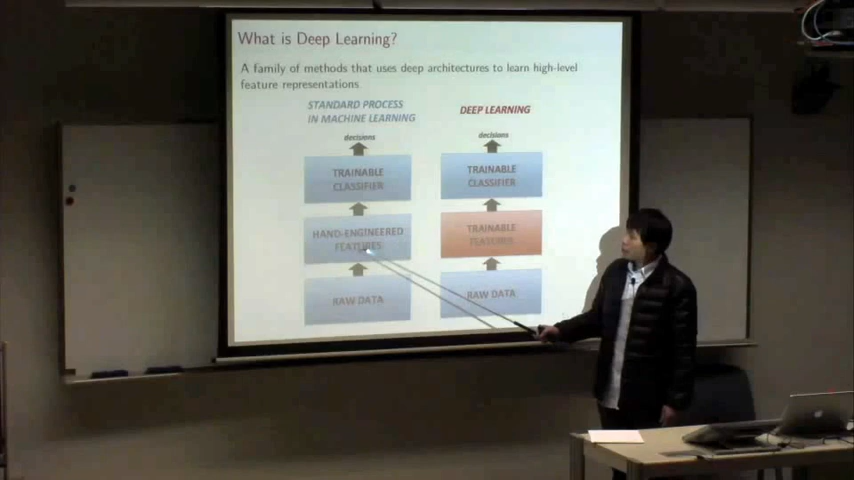 What is Deep Learning?
A family of methods that uses deep architectures to learn high-level
feature representations
STANDARD PROCESS
IN MACHINE LEARNING
decisions
TRAINABLE
CLASSIFIER
HAND-ENGINEERED
FEATURES
RAW DATA
DEEP LEARNING
decisions
TRAINABLE
CLASSIFIER
TRAINABLE
FEATURES
RAW DATA